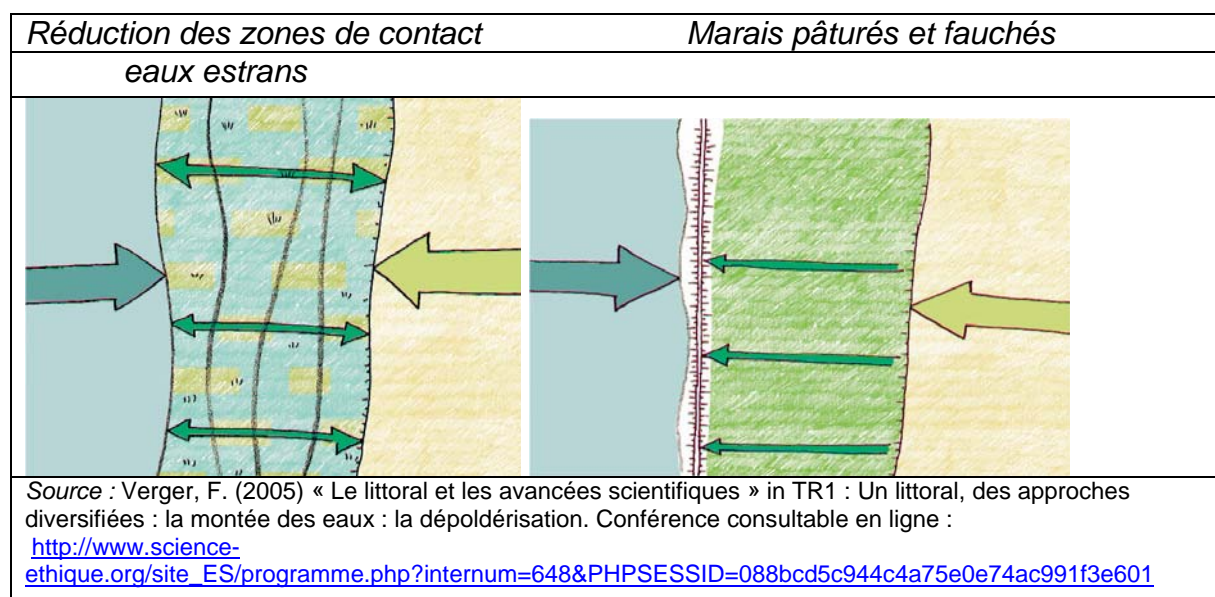 Réduction des zones de contact
Marais pâturés et fauchés
eaux estrans
Source : Verger, F. (2005) « Le littoral et les avancées scientifiques » in TR1 : Un littoral, des approches
diversifiées : la montée des eaux : la dépoldérisation. Conférence consultable en ligne :
http://www.science-
ethique.org/site_ES/programme.php?internum=648&PHPSESSID=088bcd5c944c4a75e0e74ac991f3e601